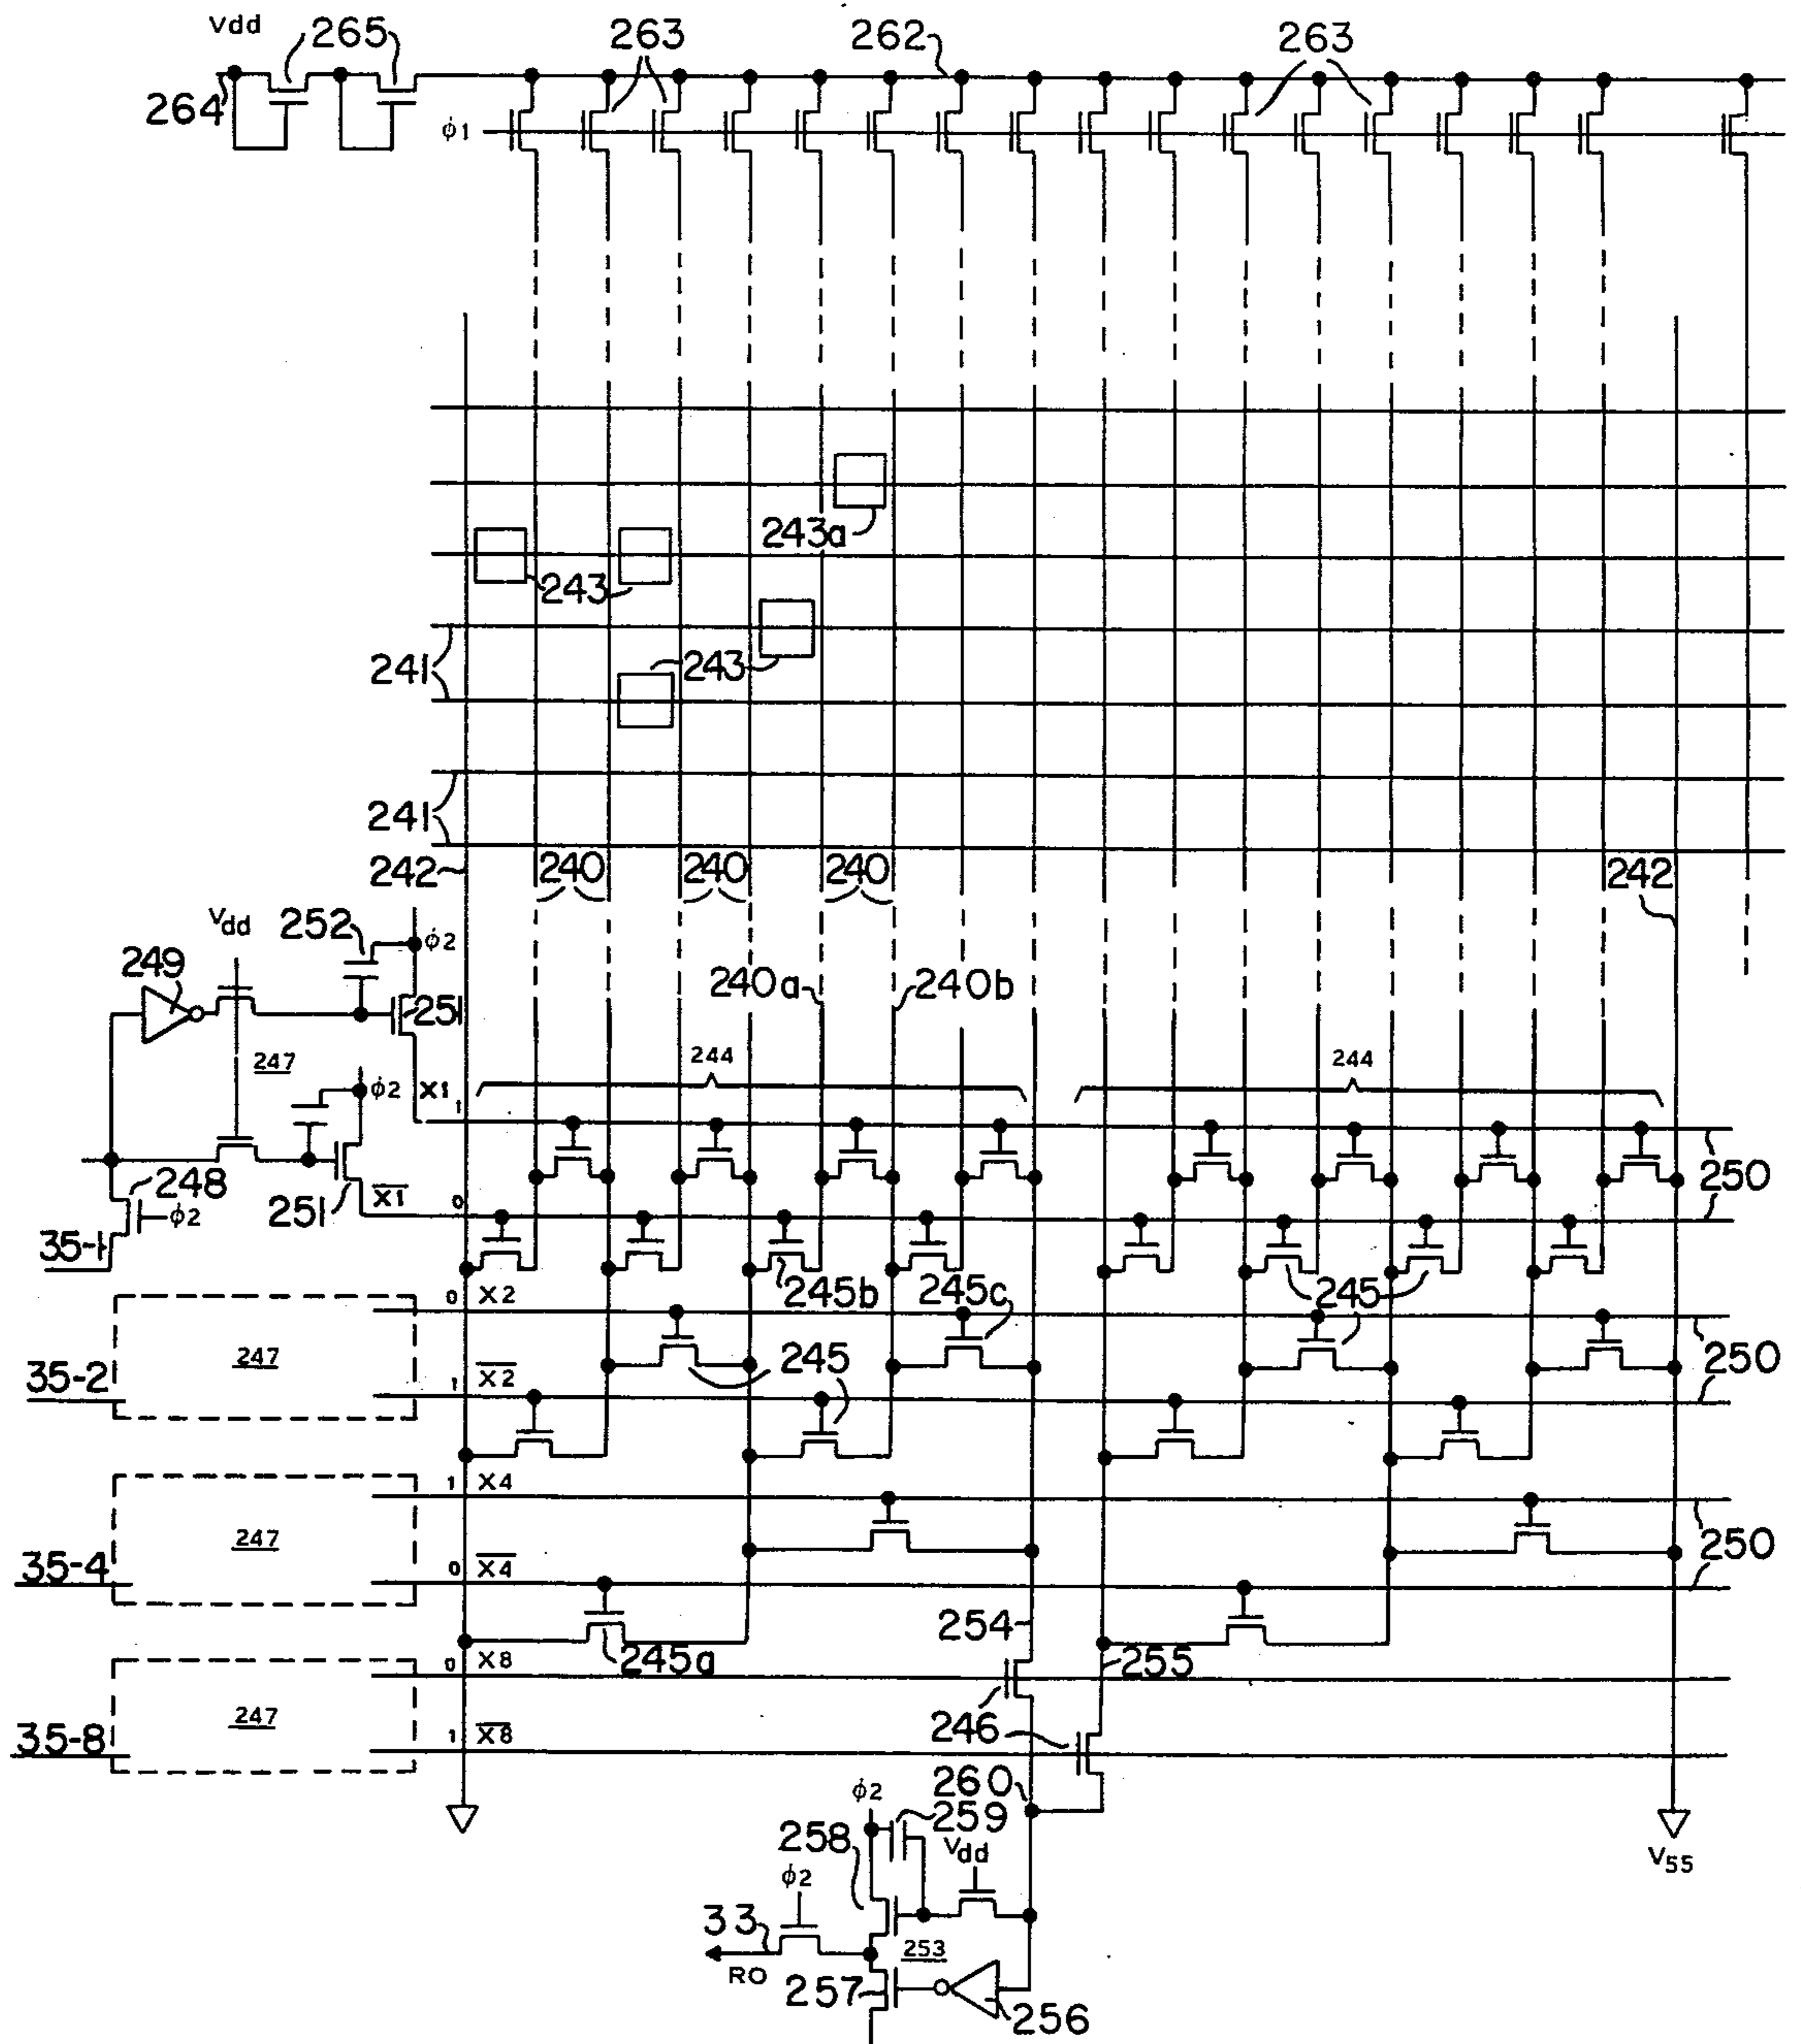 Vdd 265 263 262 263
264
φ1
243a
243
241 243
241
242 240 240 240 242
Vdd 252 φ2
249
240a 240b
251
247 244 244
φ2 X1 1
248 φ2 251 X1 0 250
35-1
245b 245c 245
0 X2
247 245 250
35-2 1 X2
1 X4
247 250
35-4 0 X4
254
245a 255
0 X8
247
246
35-8 1 X8
260
φ2 259
258 Vdd
φ2 Vss
33
253
RO
257 256